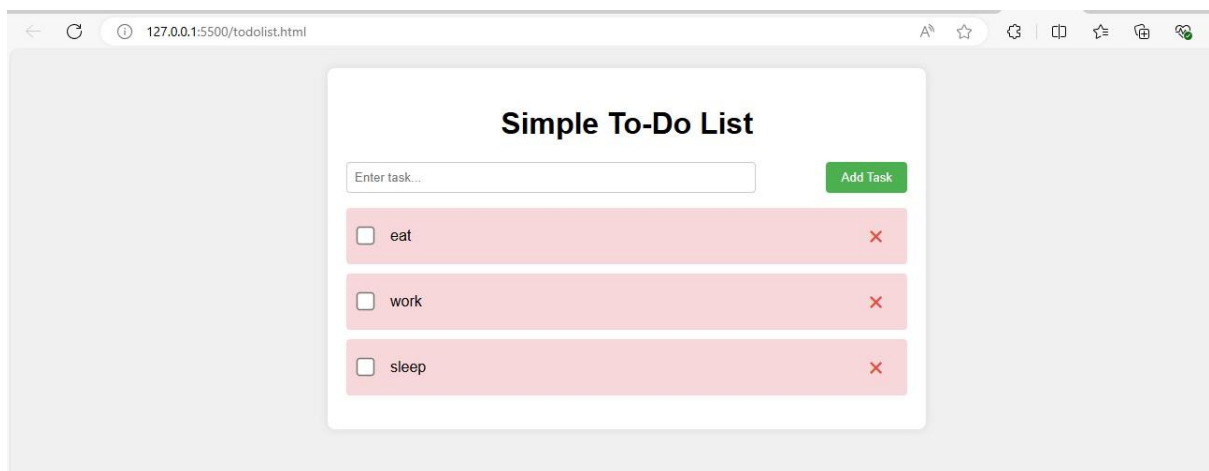 127.0.0.1:5500/todolist.html
Simple To-Do List
Enter task...
Add Task
eat
work
sleep